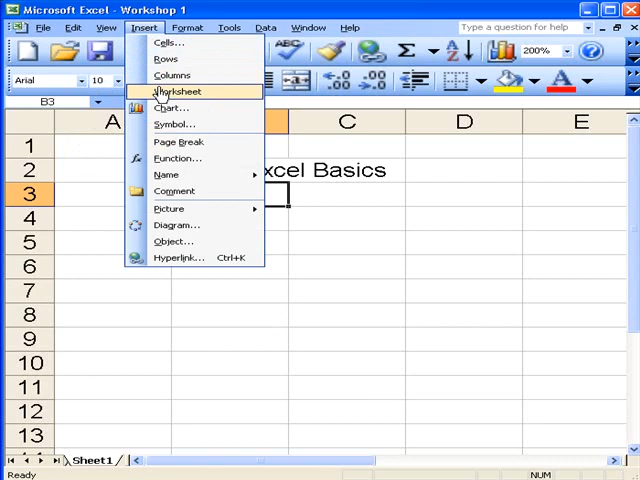 Microsoft Excel - Workshop 1
File Edit View Insert Format Tools Data Window Help Type a question for help
Cells...
Rows
Columns
Worksheet
Chart...
Symbol...
Page Break
Function...
Name
Comment
Picture
Diagram...
Object...
Hyperlink... Ctrl+K
Σ A Z 200%
Arial 10 A
B3
A C D E
1
2 xcel Basics
3
4
5
6
7
8
9
10
11
12
13
Sheet1
Ready NUM